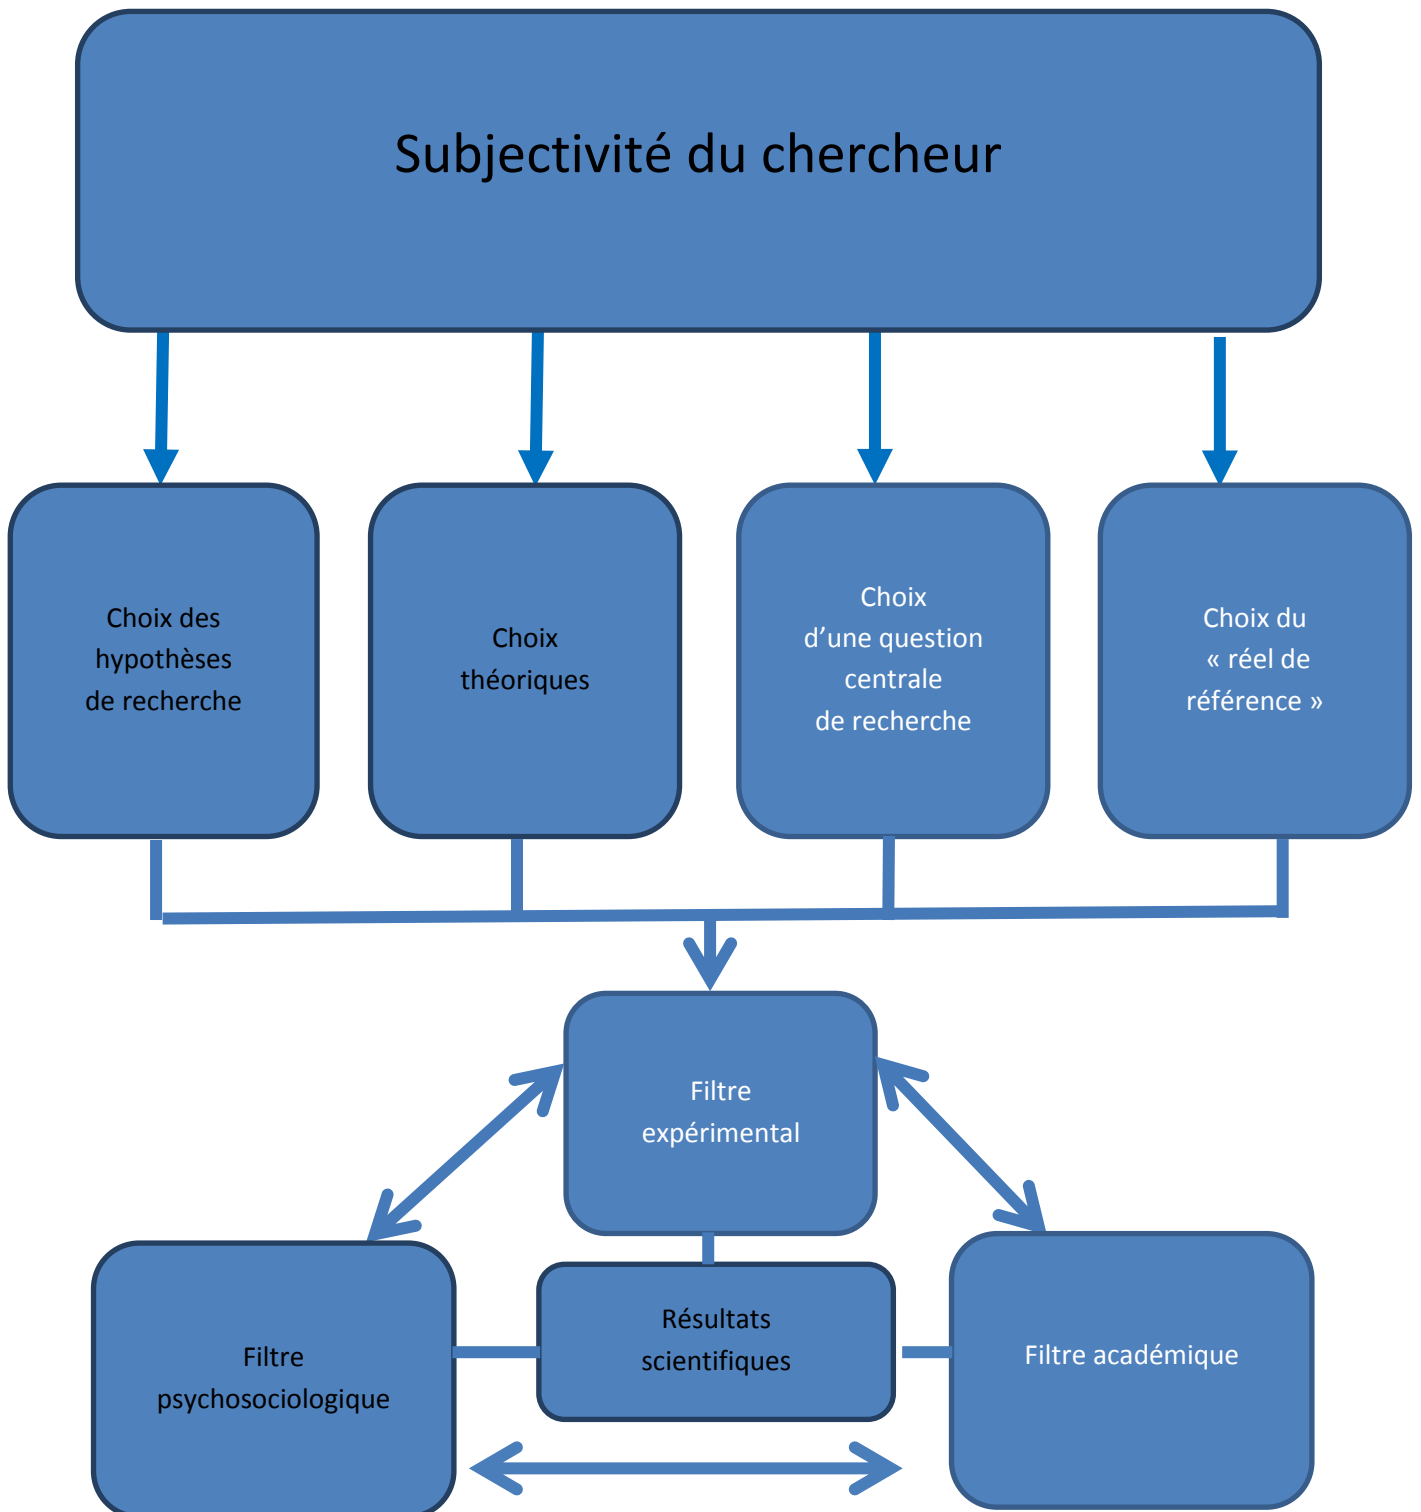 Subjectivité du chercheur
Choix des
hypothèses
de recherche
Choix
théoriques
Choix
d’une question
centrale
de recherche
Choix du
« réel de
référence »
Filtre
expérimental
Filtre
psychosociologique
Résultats
scientifiques
Filtre académique